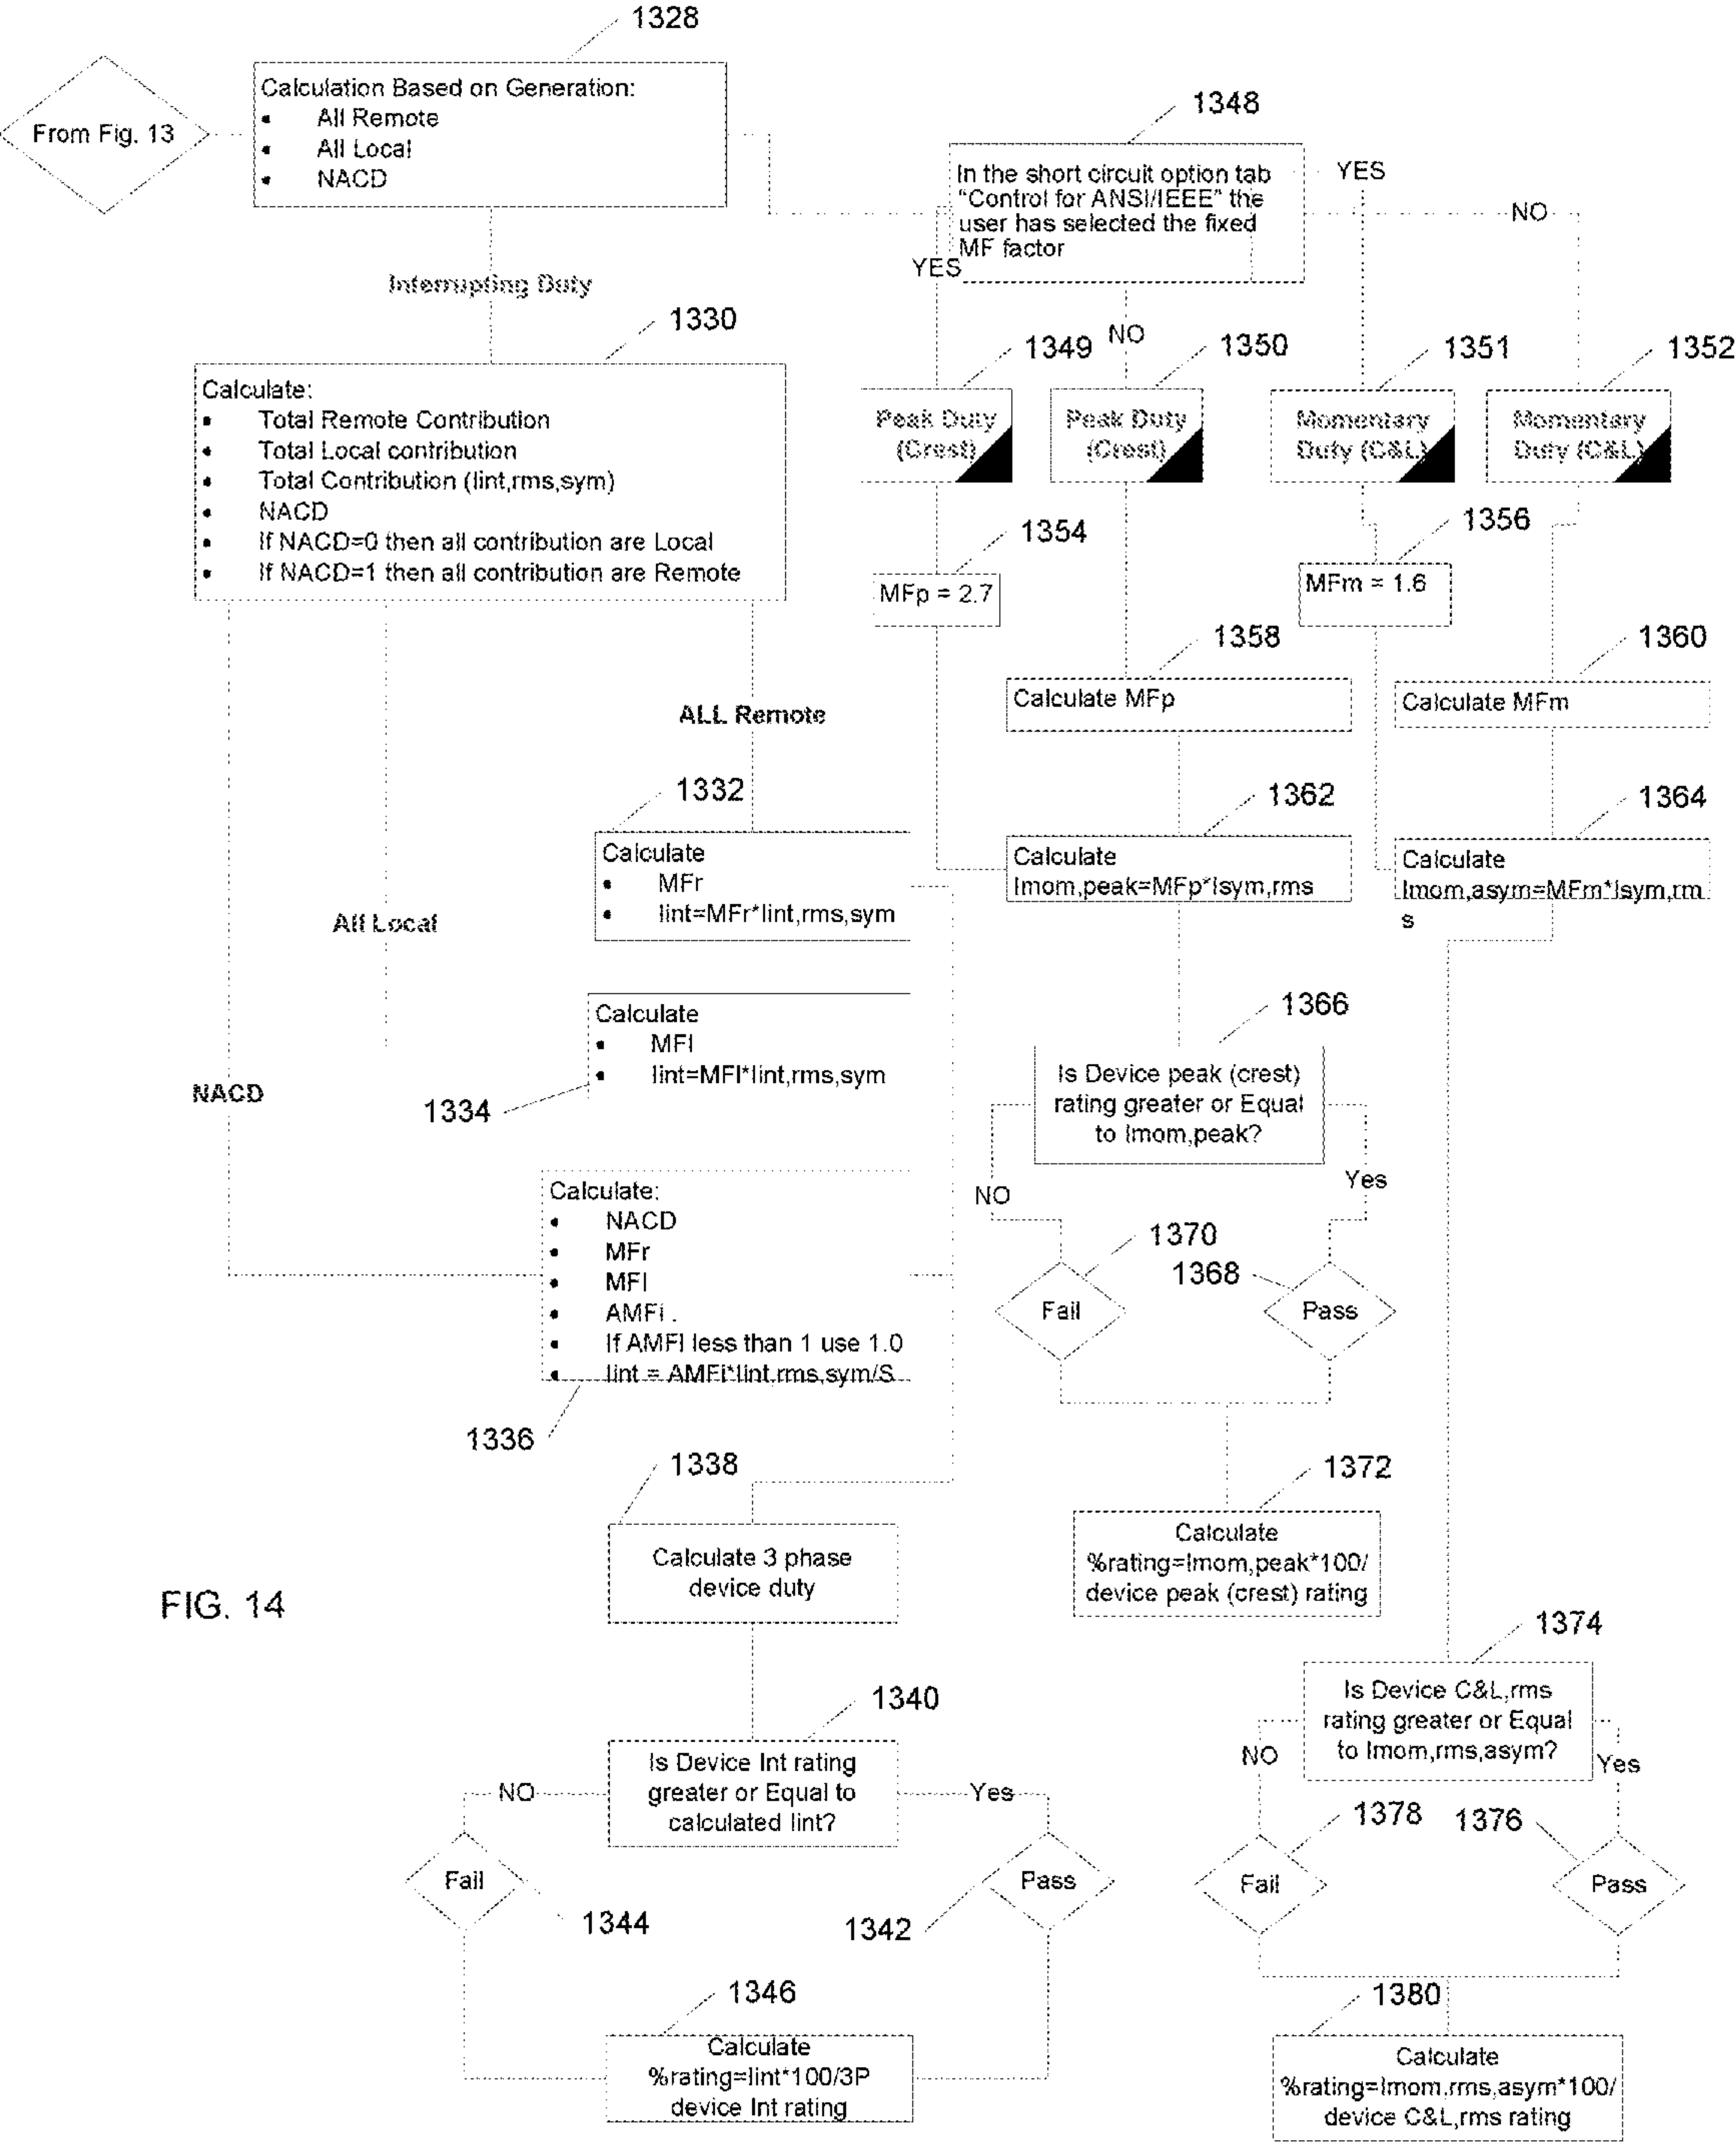 1328
From Fig. 13
Calculation Based on Generation:
• All Remote
• All Local
• NACD
1348
In the short circuit option tab
"Control for ANSI/IEEE" the
user has selected the fixed
MF factor
YES
NO
YES
NO
Interrupting Duty
1330
Calculate:
• Total Remote Contribution
• Total Local contribution
• Total Contribution (Iint,rms,sym)
• NACD
• If NACD=0 then all contribution are Local
• If NACD=1 then all contribution are Remote
1349
Peak Duty
(Crest)
1350
Peak Duty
(Crest)
1351
Momentary
Duty (C&L)
1352
Momentary
Duty (C&L)
1354
MFp = 2.7
1356
MFm = 1.6
1358
Calculate MFp
1360
Calculate MFm
ALL Remote
All Local
NACD
1332
Calculate
• MFr
• Iint=MFr*Iint,rms,sym
1362
Calculate
Imom,peak=MFp*Isym,rms
1364
Calculate
Imom,asym=MFm*Isym,rm
s
1334
Calculate
• MFl
• Iint=MFl*Iint,rms,sym
1366
Is Device peak (crest)
rating greater or Equal
to Imom,peak?
NO
Yes
1336
Calculate:
• NACD
• MFr
• MFl
• AMFi .
• If AMFI less than 1 use 1.0
• Iint = AMFi*Iint,rms,sym/S
1370
Fail
1368
Pass
1372
Calculate
%rating=Imom,peak*100/
device peak (crest) rating
1338
Calculate 3 phase
device duty
FIG. 14
1340
Is Device Int rating
greater or Equal to
calculated Iint?
NO
Yes
1344
Fail
1342
Pass
1346
Calculate
%rating=Iint*100/3P
device Int rating
1374
Is Device C&L,rms
rating greater or Equal
to Imom,rms,asym?
NO
Yes
1378
Fail
1376
Pass
1380
Calculate
%rating=Imom,rms,asym*100/
device C&L,rms rating